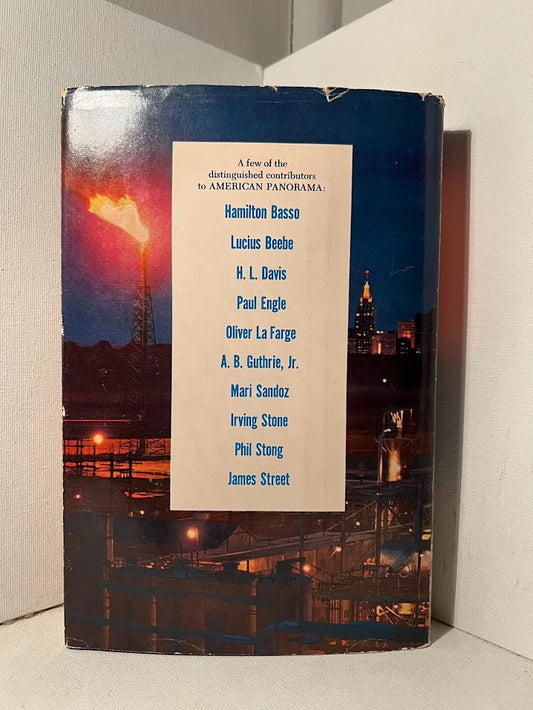 A few of the
distinguished contributors
to AMERICAN PANORAMA:
Hamilton Basso
Lucius Beebe
H. L. Davis
Paul Engle
Oliver La Farge
A. B. Guthrie, Jr.
Mari Sandoz
Irving Stone
Phil Stong
James Street